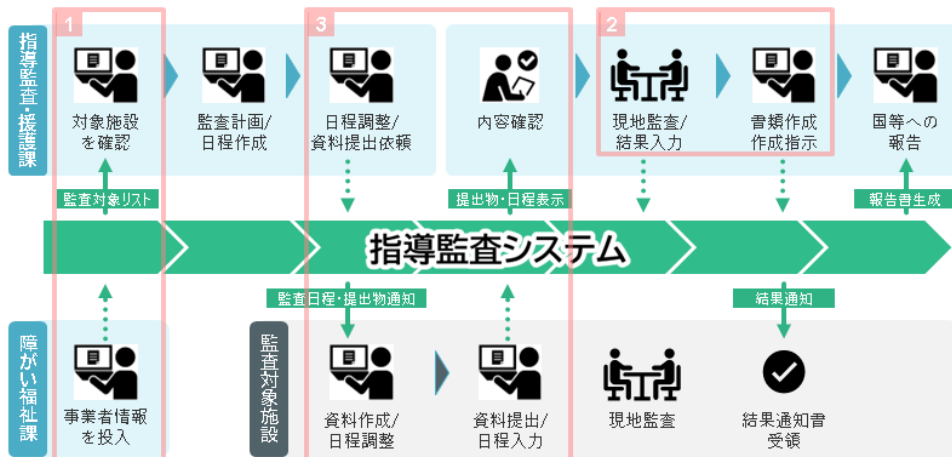 1
3
2
指導監査・援護課
対象施設
を確認
監査計画/
日程作成
日程調整/
資料提出依頼
内容確認
現地監査/
結果入力
書類作成
作成指示
国等への
報告
監査対象リスト
提出物・日程表示
報告書生成
指導監査システム
監査日程・提出物通知
結果通知
障がい福祉課
事業者情報
を投入
監査対象施設
資料作成/
日程調整
資料提出/
日程入力
現地監査
結果通知書
受領